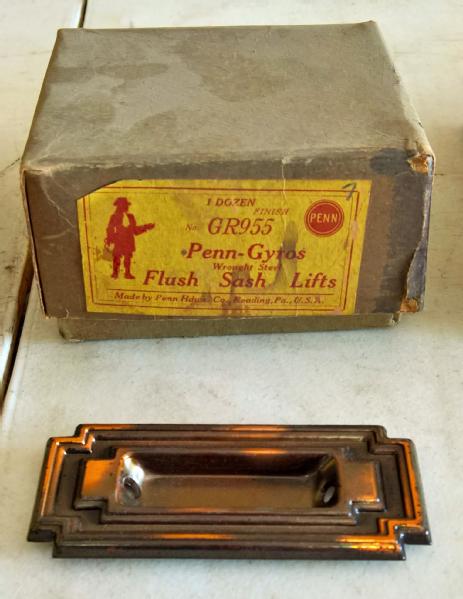 1 DOZEN
FINISH
No. GR955
PENN
Penn-Gyros
Wrought Steel
Flush Sash Lifts
Made by Penn Hdwe. Co., Reading, Pa., U.S.A.
7